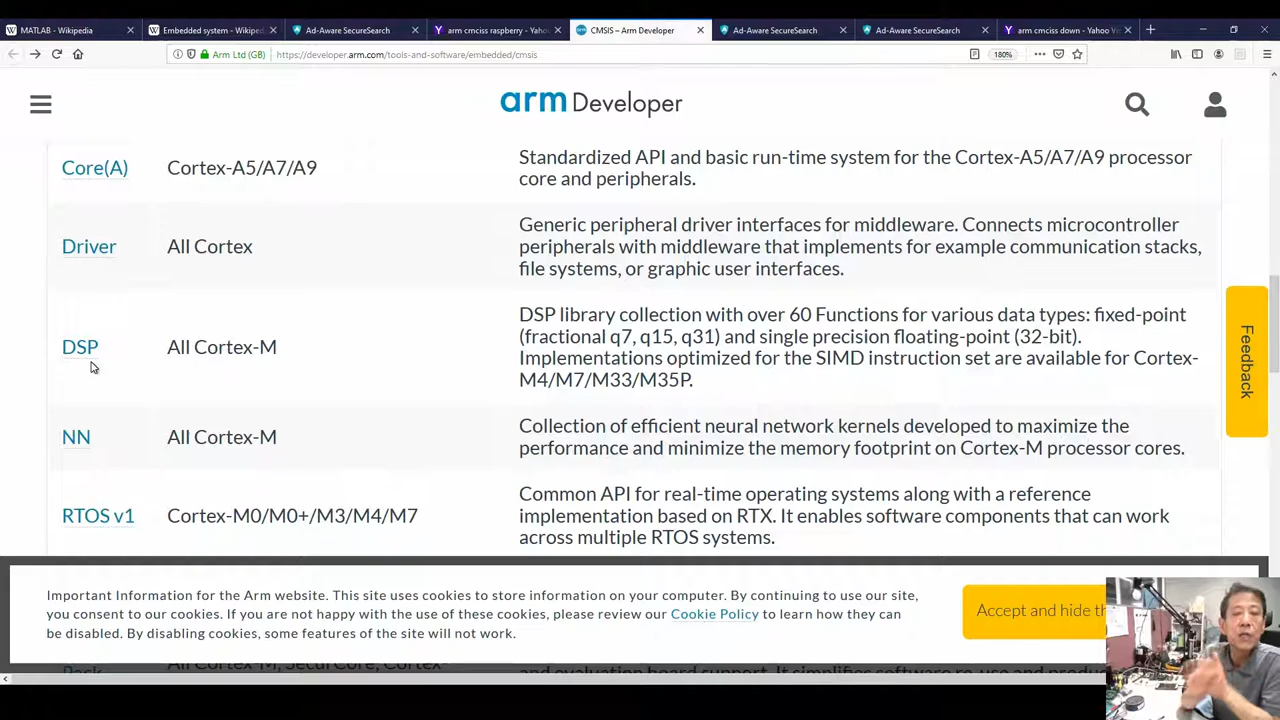 MATLAB - Wikipedia
Embedded system - Wikiped
Ad-Aware SecureSearch
arm cmciss raspberry - Yahoo
CMSIS – Arm Developer
Ad-Aware SecureSearch
Ad-Aware SecureSearch
arm cmciss down - Yahoo V
Arm Ltd (GB)
https://developer.arm.com/tools-and-software/embedded/cmsis
180%
arm Developer
Core(A)
Cortex-A5/A7/A9
Standardized API and basic run-time system for the Cortex-A5/A7/A9 processor
core and peripherals.
Driver
All Cortex
Generic peripheral driver interfaces for middleware. Connects microcontroller
peripherals with middleware that implements for example communication stacks,
file systems, or graphic user interfaces.
DSP
All Cortex-M
DSP library collection with over 60 Functions for various data types: fixed-point
(fractional q7, q15, q31) and single precision floating-point (32-bit).
Implementations optimized for the SIMD instruction set are available for Cortex-
M4/M7/M33/M35P.
NN
All Cortex-M
Collection of efficient neural network kernels developed to maximize the
performance and minimize the memory footprint on Cortex-M processor cores.
RTOS v1
Cortex-M0/M0+/M3/M4/M7
Common API for real-time operating systems along with a reference
implementation based on RTX. It enables software components that can work
across multiple RTOS systems.
Feedback
Important Information for the Arm website. This site uses cookies to store information on your computer. By continuing to use our site,
you consent to our cookies. If you are not happy with the use of these cookies, please review our Cookie Policy to learn how they can
be disabled. By disabling cookies, some features of the site will not work.
Accept and hide th